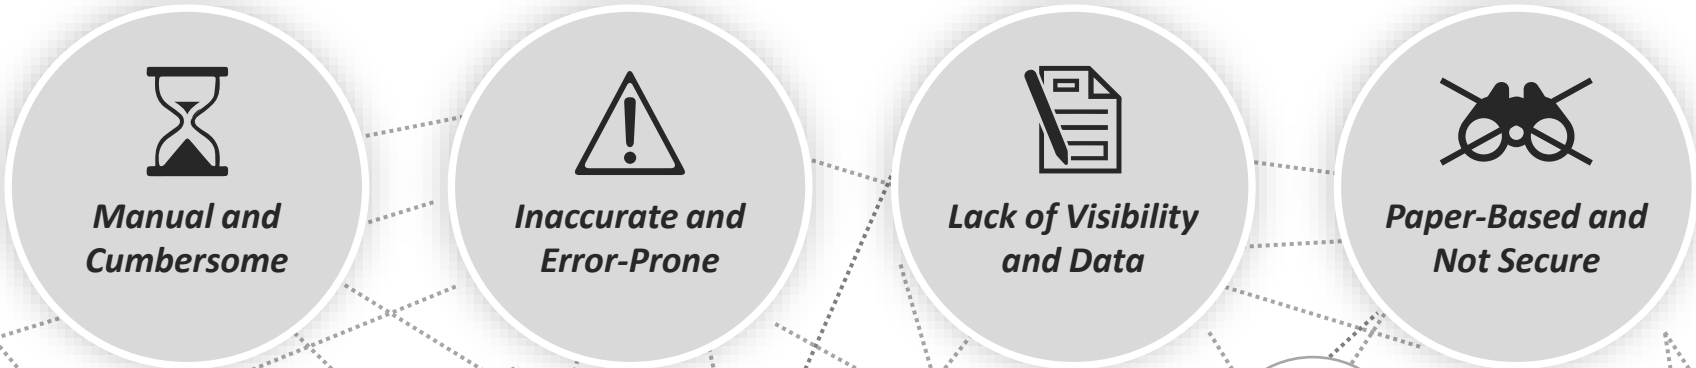 Manual and
Cumbersome
Inaccurate and
Error-Prone
Lack of Visibility
and Data
Paper-Based and
Not Secure